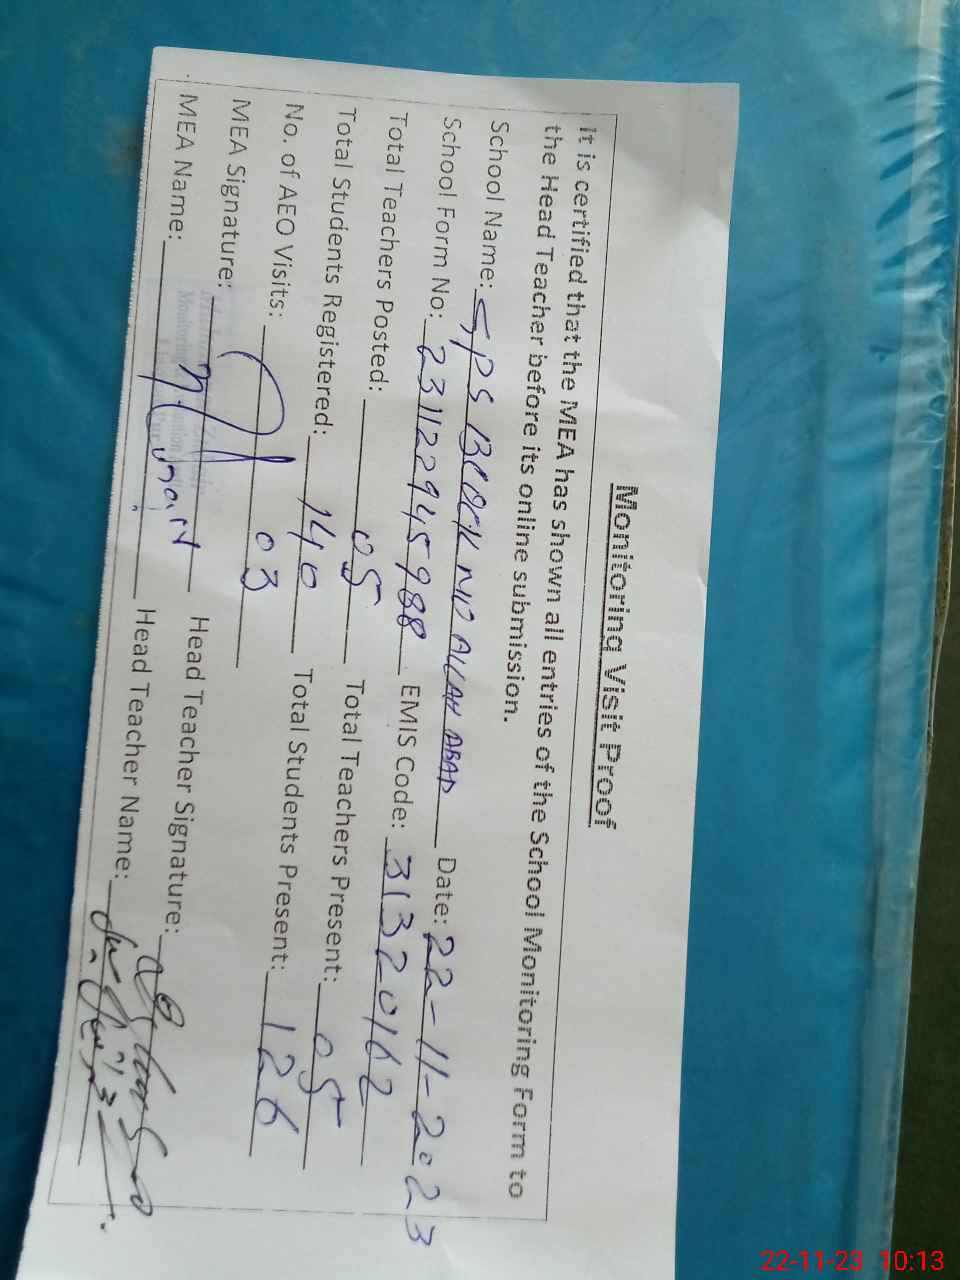 Monitoring Visit Proof
It is certified that the MEA has shown all entries of the School Monitoring Form to
the Head Teacher before its online submission.
School Name: GPS BLOCK MD ALLAH ABAD Date: 22-11-2023
School Form No: 231122945988 EMIS Code: 31320162
Total Teachers Posted: 05 Total Teachers Present: 05
Total Students Registered: 140 Total Students Present: 126
No. of AEO Visits: 03
MEA Signature: Head Teacher Signature:
MEA Name: Head Teacher Name:
22-11-23 10:13